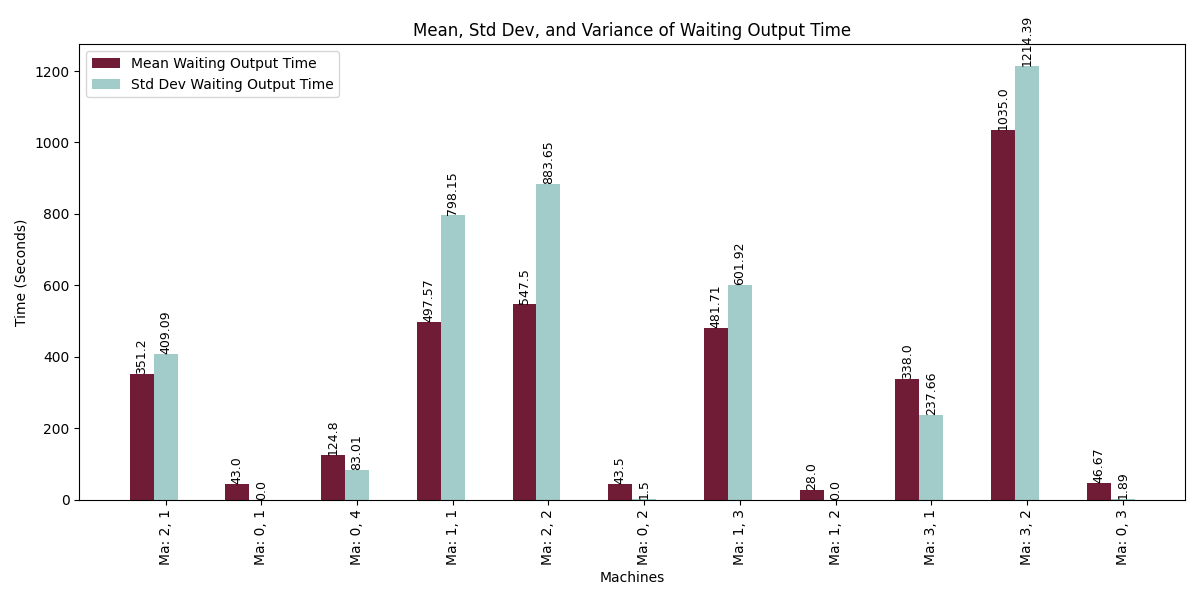 Mean, Std Dev, and Variance of Waiting Output Time
Mean Waiting Output Time
Std Dev Waiting Output Time
Time (Seconds)
1200
1000
800
600
400
200
0
351.2
409.09
43.0
0.0
124.8
83.01
497.57
798.15
547.5
883.65
43.5
1.5
481.71
601.92
28.0
0.0
338.0
237.66
1035.0
1214.39
46.67
1.89
Ma: 2, 1
Ma: 0, 1
Ma: 0, 4
Ma: 1, 1
Ma: 2, 2
Ma: 0, 2
Ma: 1, 3
Ma: 1, 2
Ma: 3, 1
Ma: 3, 2
Ma: 0, 3
Machines